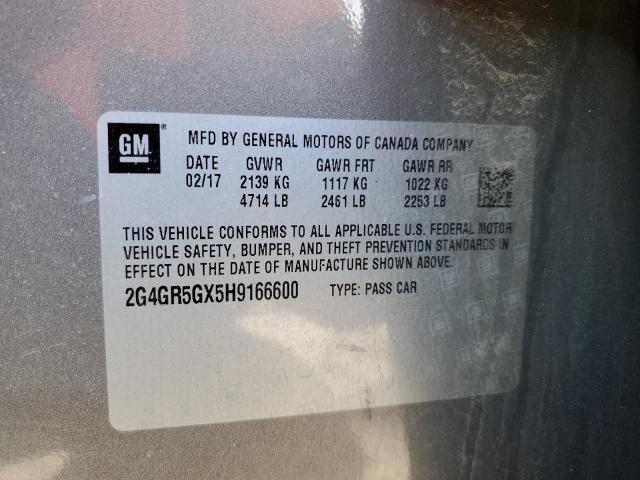 GM ® MFD BY GENERAL MOTORS OF CANADA COMPANY
DATE GVWR GAWR FRT GAWR RR
02/17 2139 KG 1117 KG 1022 KG
4714 LB 2461 LB 2253 LB
THIS VEHICLE CONFORMS TO ALL APPLICABLE U.S. FEDERAL MOTOR
VEHICLE SAFETY, BUMPER, AND THEFT PREVENTION STANDARDS IN
EFFECT ON THE DATE OF MANUFACTURE SHOWN ABOVE.
2G4GR5GX5H9166600 TYPE: PASS CAR